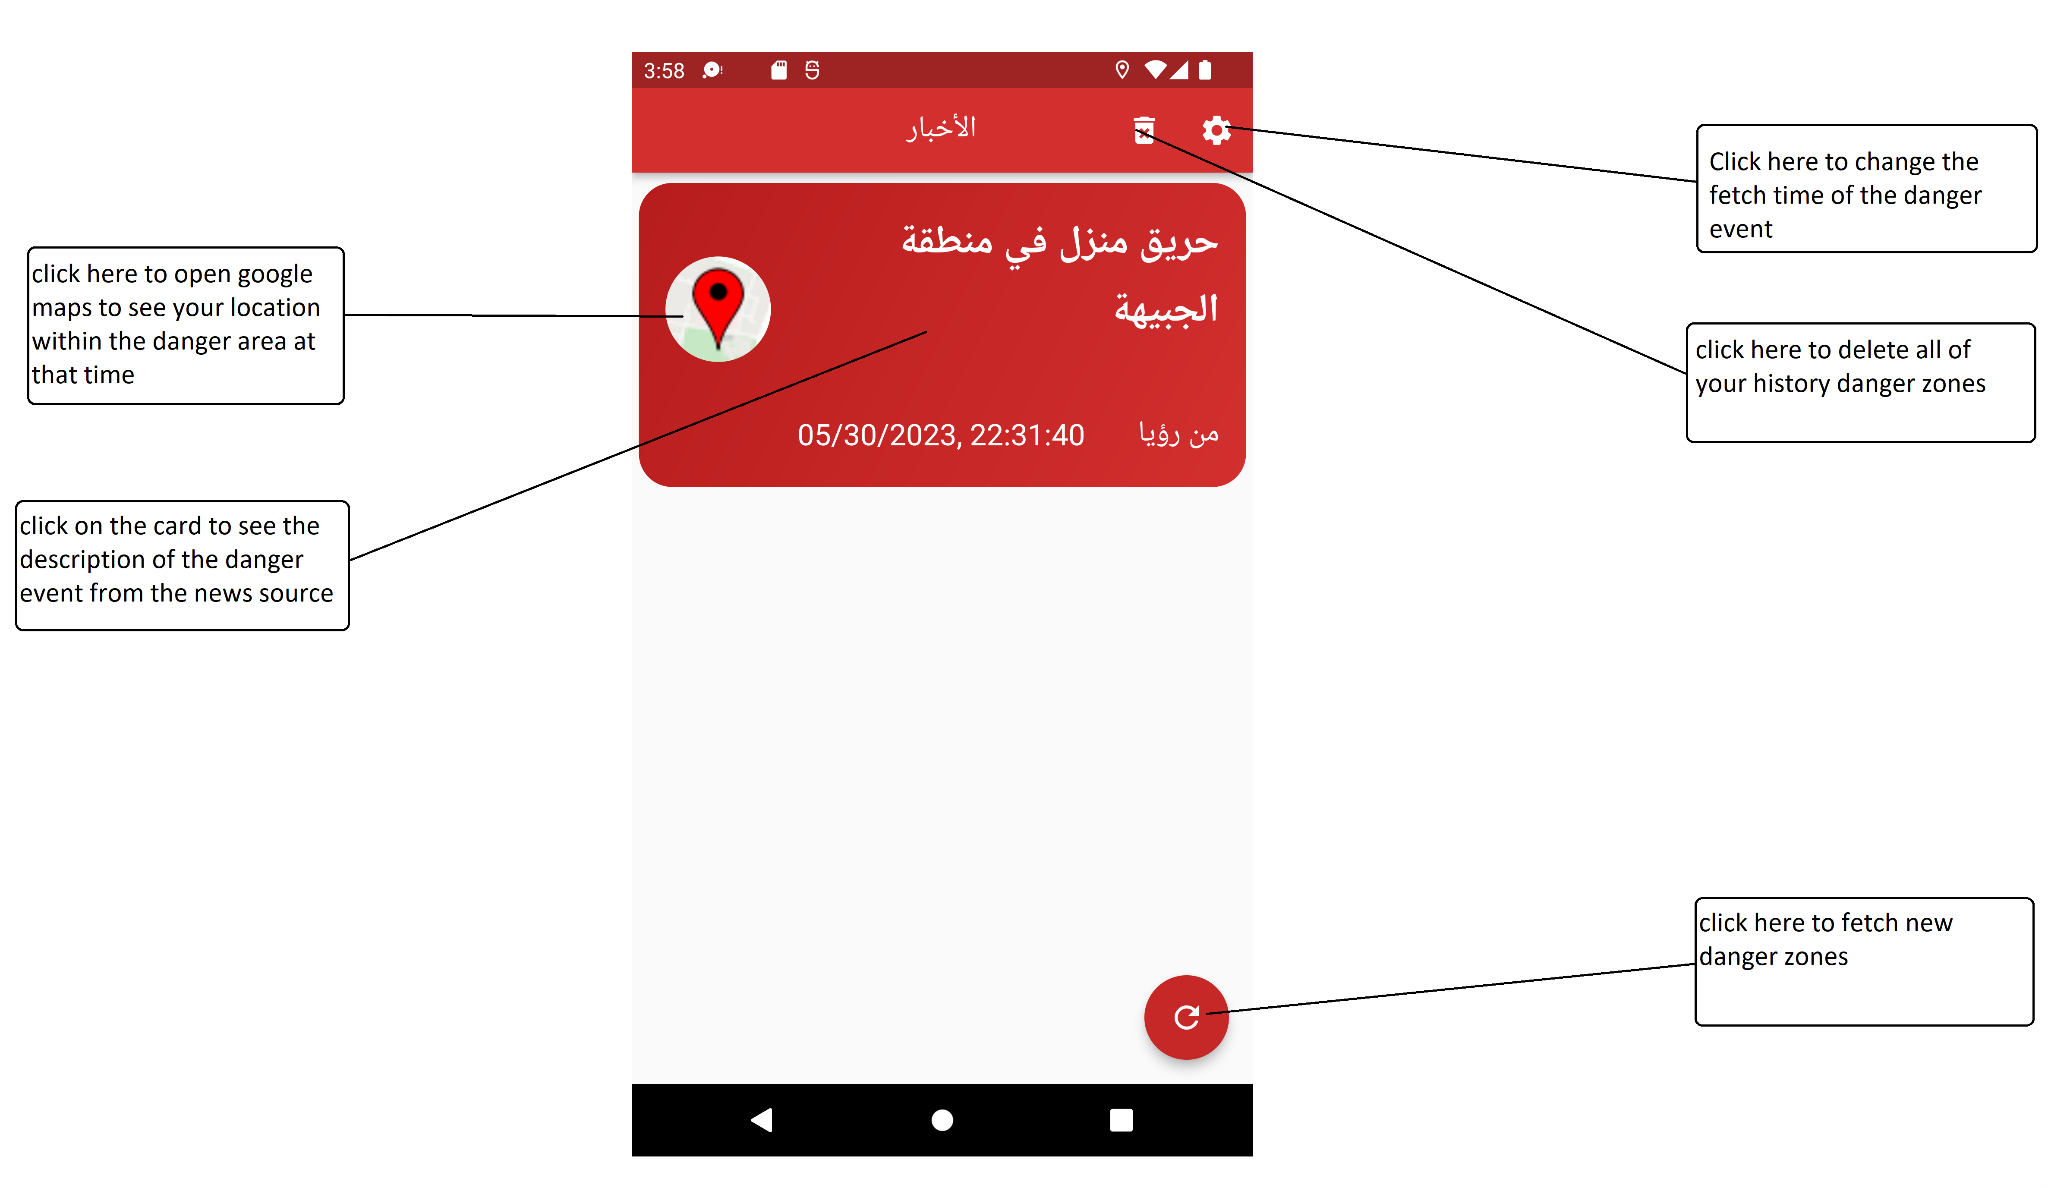 3:58
الأخبار
Click here to change the
fetch time of the danger
event
حريق منزل في منطقة
الجبيهة
click here to open google
maps to see your location
within the danger area at
that time
click here to delete all of
your history danger zones
من رؤيا
05/30/2023, 22:31:40
click on the card to see the
description of the danger
event from the news source
click here to fetch new
danger zones